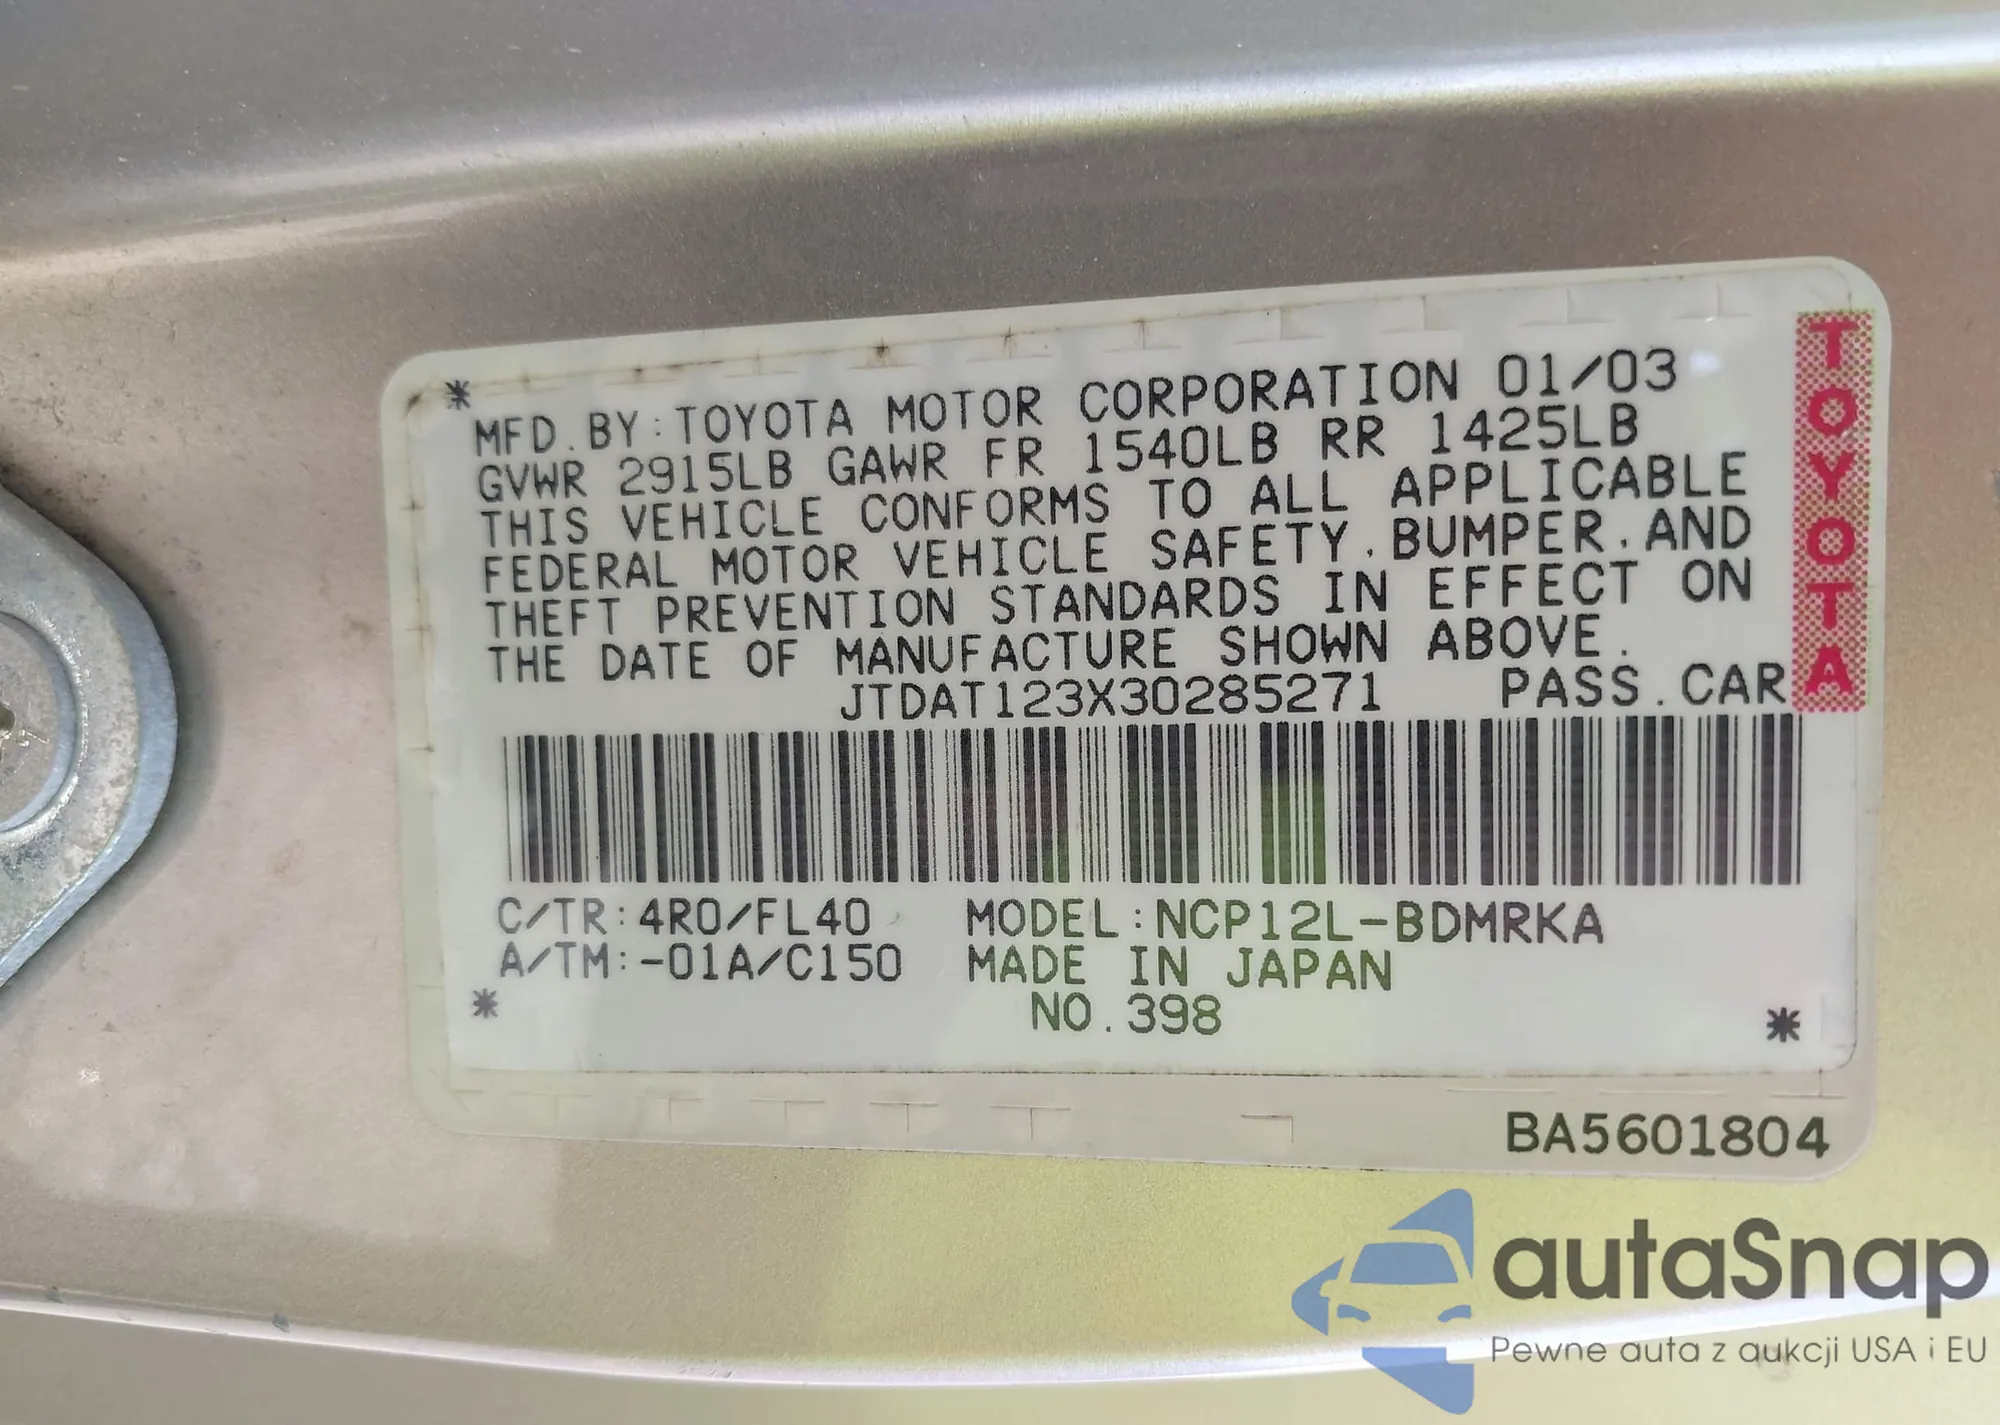 MFD.BY:TOYOTA MOTOR CORPORATION 01/03
GVWR 2915LB GAWR FR 1540LB RR 1425LB
THIS VEHICLE CONFORMS TO ALL APPLICABLE
FEDERAL MOTOR VEHICLE SAFETY.BUMPER.AND
THEFT PREVENTION STANDARDS IN EFFECT ON
THE DATE OF MANUFACTURE SHOWN ABOVE.
JTDAT123X30285271 PASS.CAR
TOYOTA
C/TR:4R0/FL40 MODEL:NCP12L-BDMRKA
A/TM:-01A/C150 MADE IN JAPAN
NO.398
BA5601804
autaSnap
Pewne auta z aukcji USA i EU